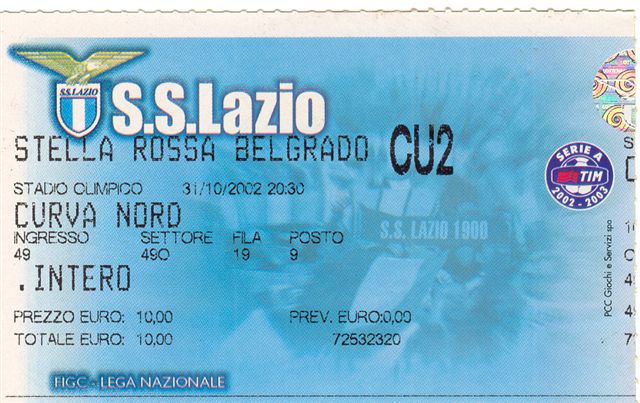 S.S.LAZIO
S.S.Lazio
STELLA ROSSA BELGRADO CU2
STADIO OLIMPICO 31/10/2002 20:30
SERIE A
TIM
2002-2003
CURVA NORD
S.S. LAZIO 1900
INGRESSO SETTORE FILA POSTO
49 490 19 9
.INTERO
PREZZO EURO: 10,00 PREV. EURO:0,00
TOTALE EURO: 10,00 72532320
FIGC - LEGA NAZIONALE
PCC Giochi e Servizi spa